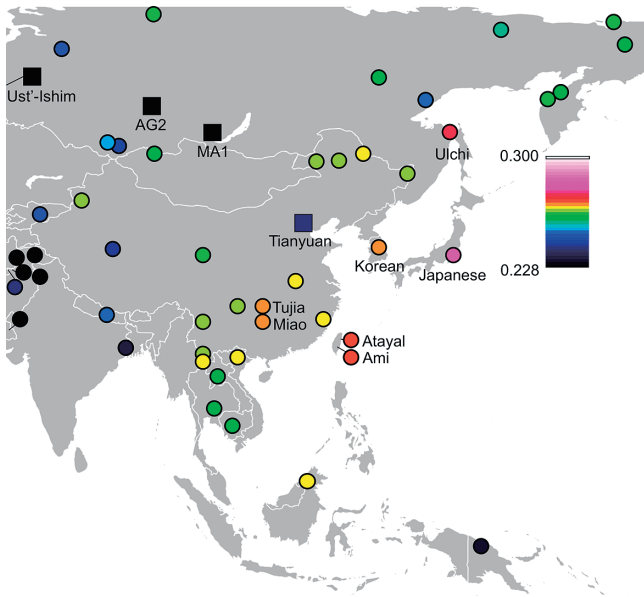 Ust'-Ishim
AG2
MA1
Ulchi
0.300
Tianyuan
Korean
Japanese
0.228
Tujia
Miao
Atayal
Ami